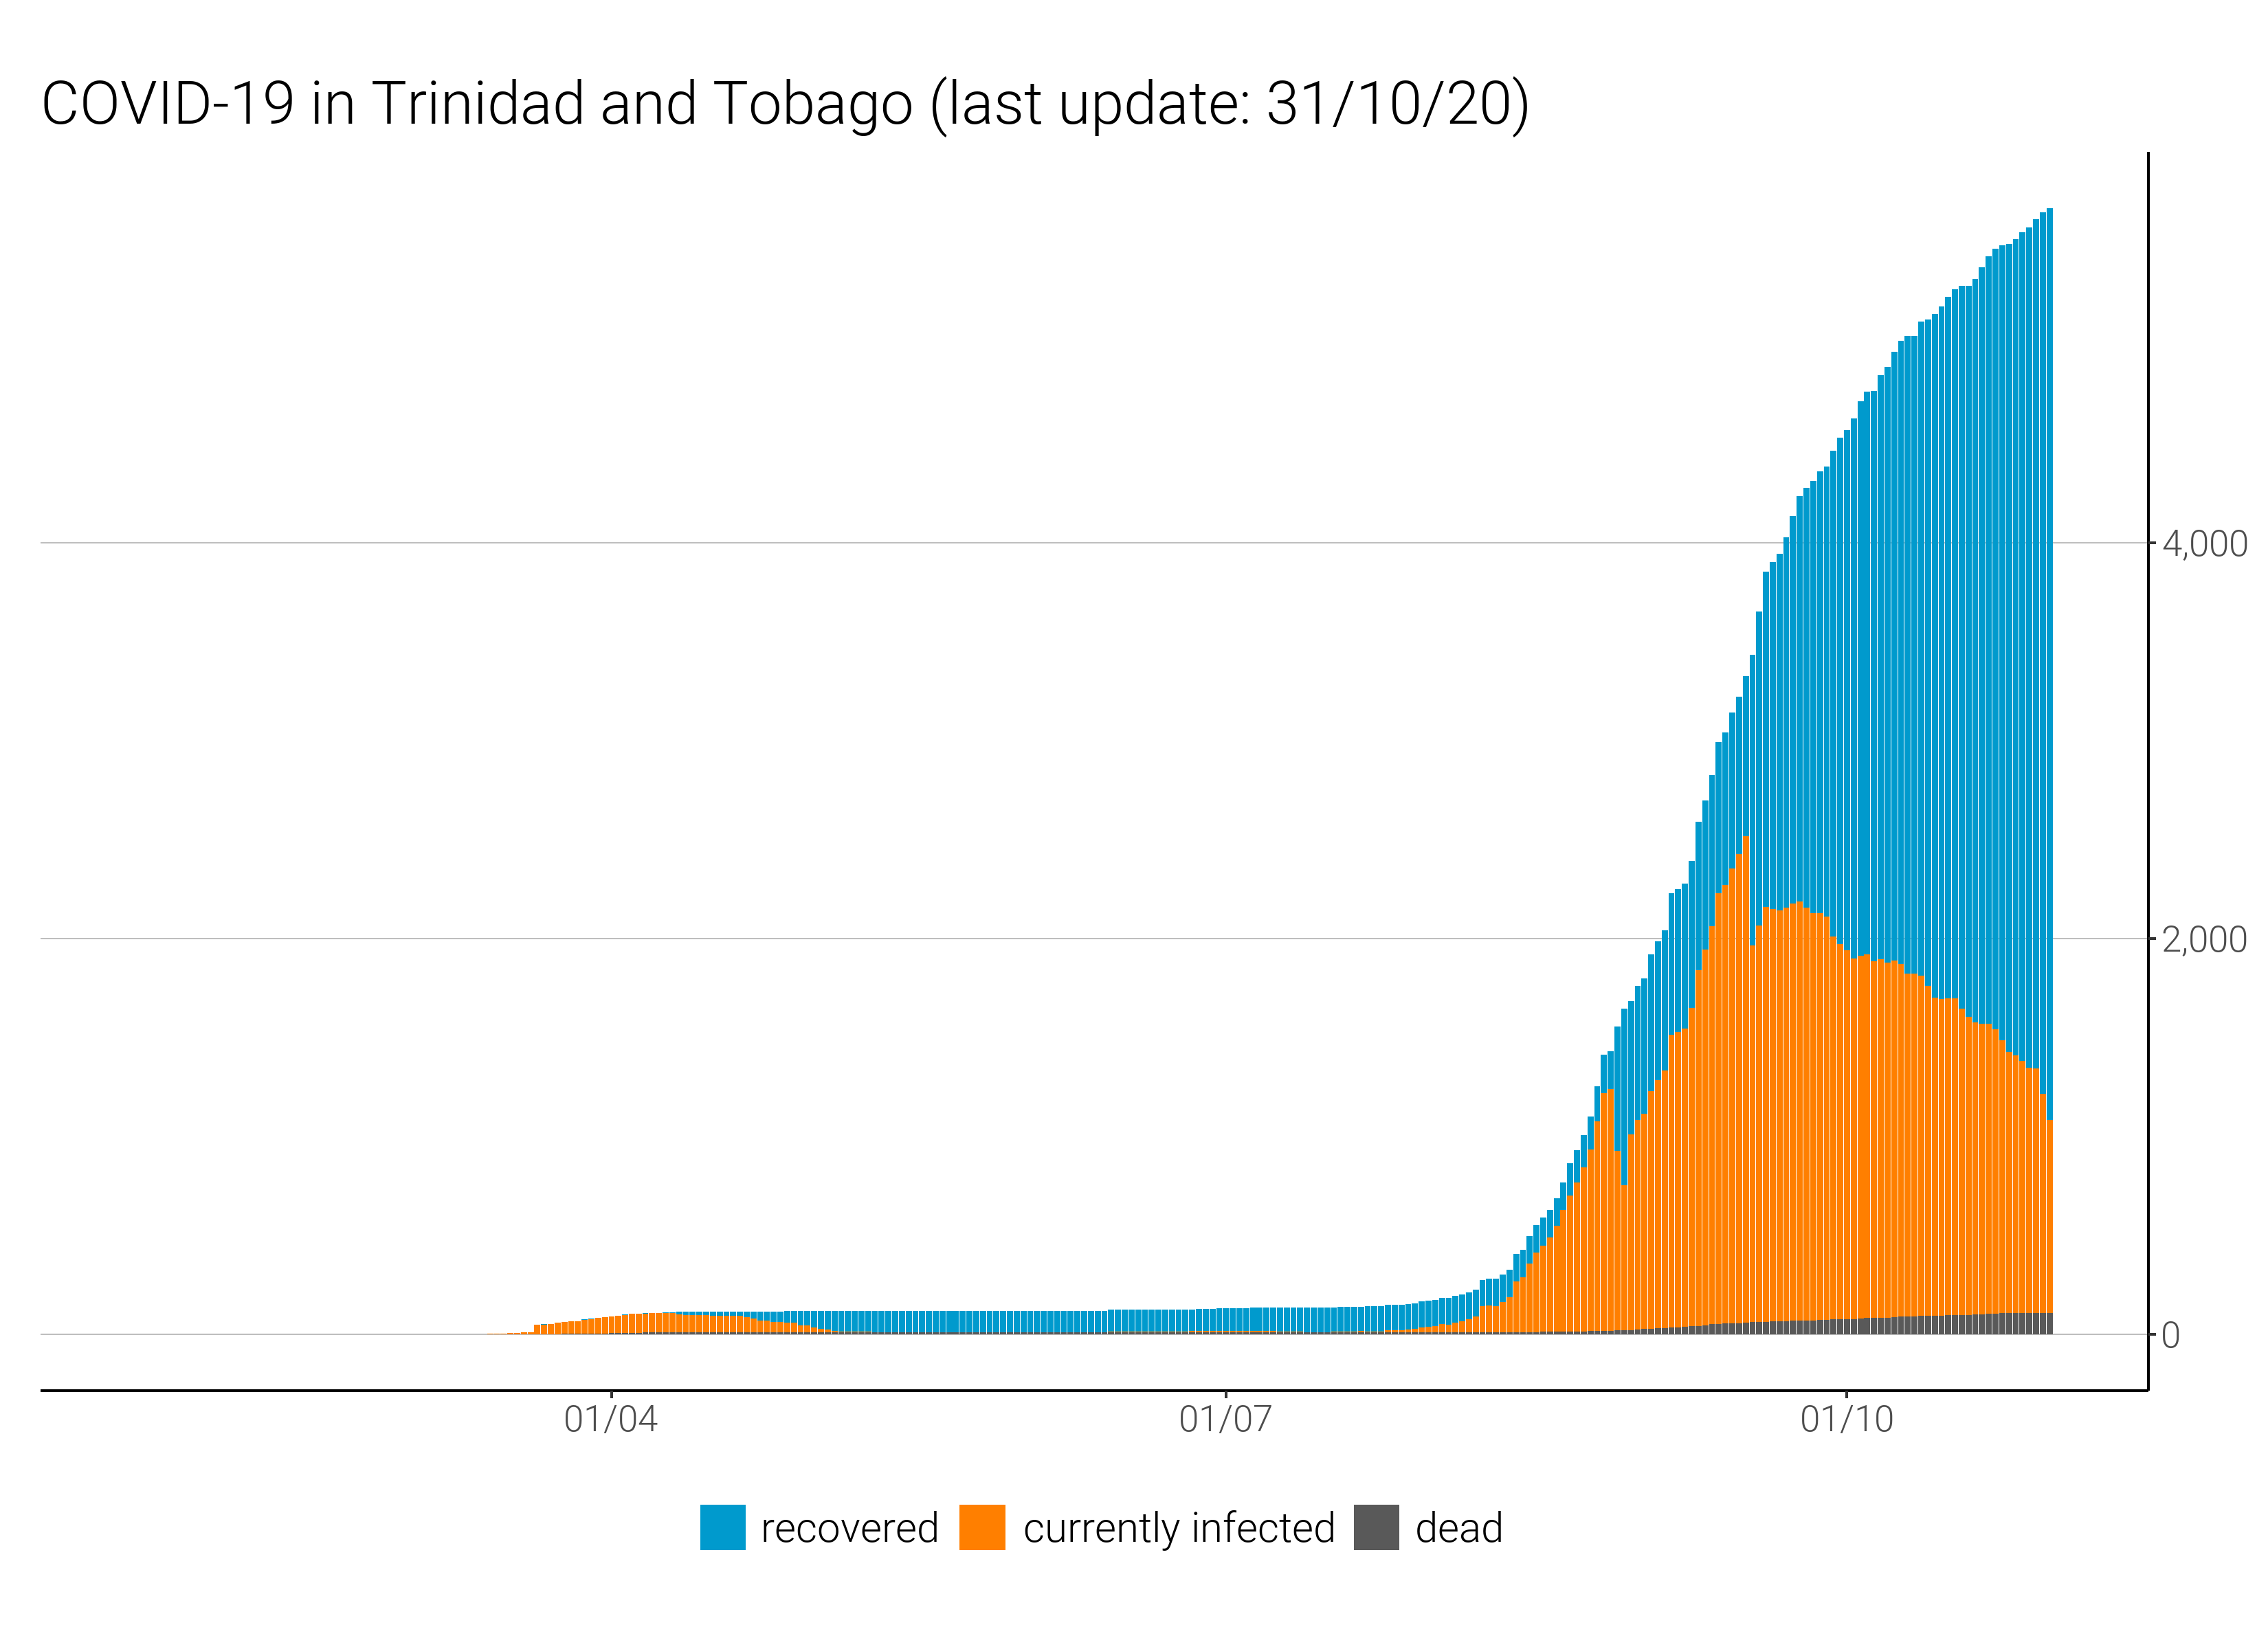 COVID-19 in Trinidad and Tobago (last update: 31/10/20)
4,000
2,000
0
01/04 01/07 01/10
recovered currently infected dead